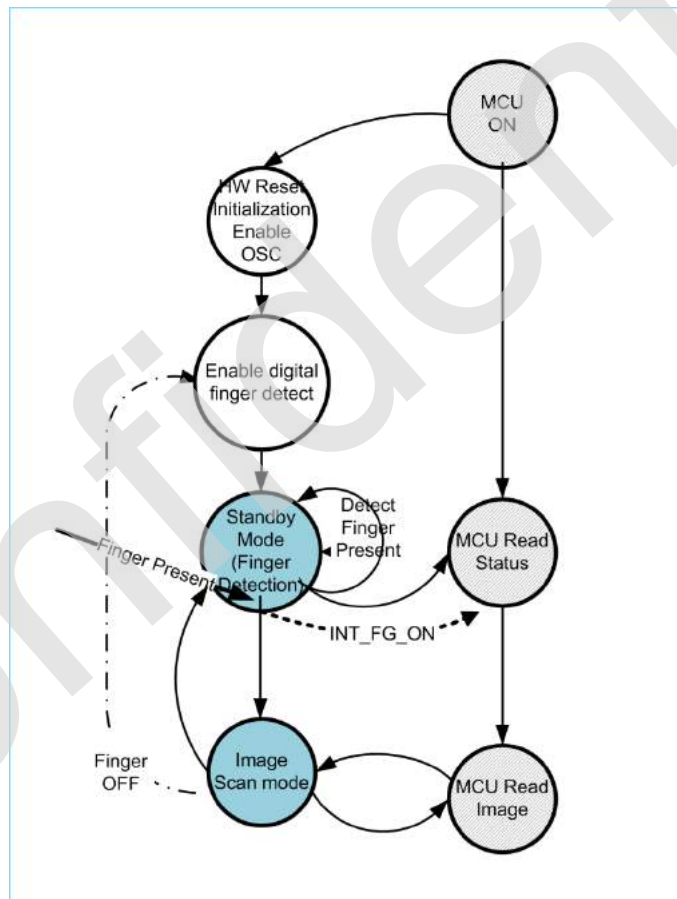 MCU
ON
HW Reset
Initialization
Enable
OSC
Enable digital
finger detect
Standby
Mode
(Finger
Detection)
Detect
Finger
Present
Finger Present
MCU Read
Status
INT_FG_ON
Finger
OFF
Image
Scan mode
MCU Read
Image